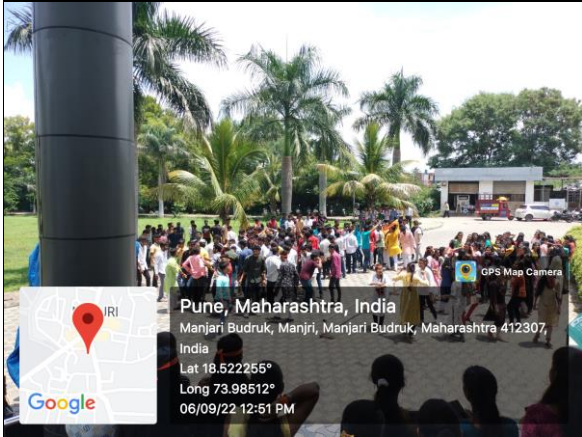 GPS Map Camera
URI
Pune, Maharashtra, India
Manjari Budruk, Manjri, Manjari Budruk, Maharashtra 412307,
India
Lat 18.522255°
Long 73.98512°
06/09/22 12:51 PM
Google